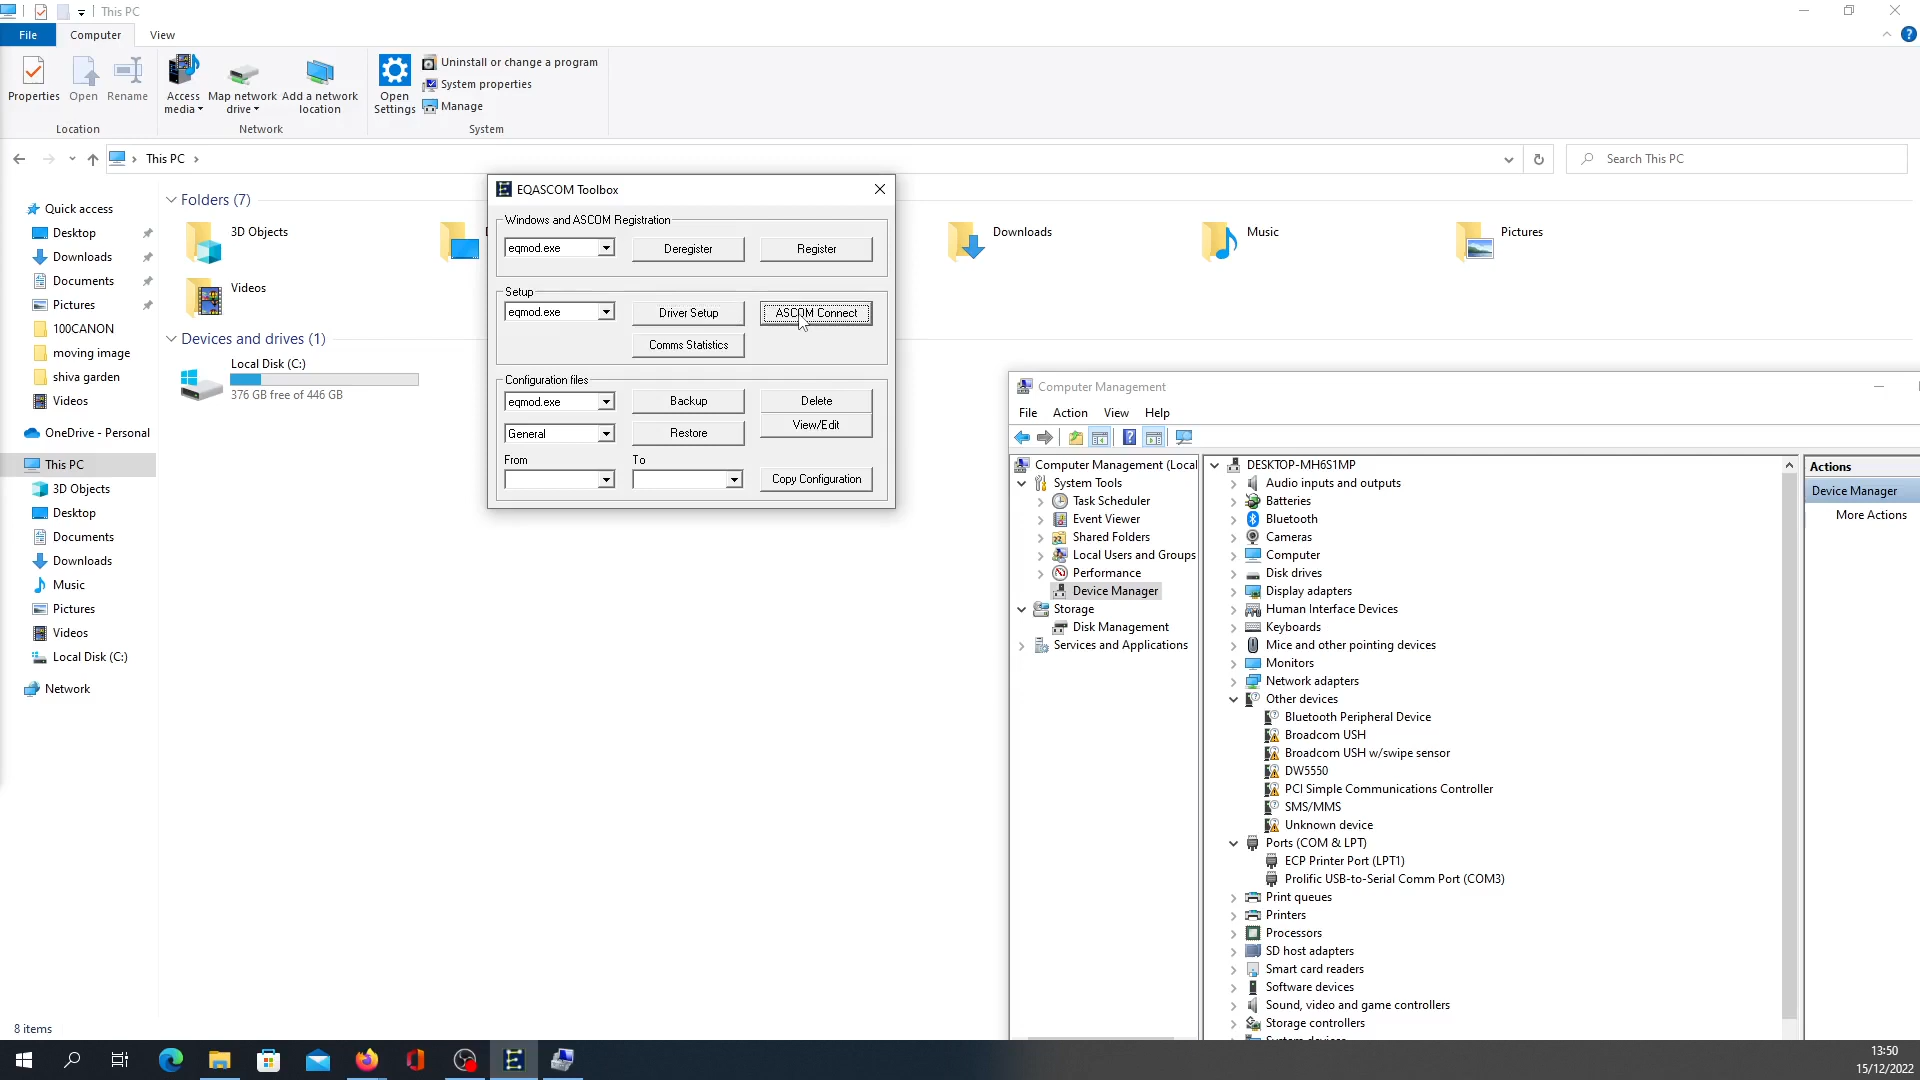 This PC
File
Computer
View
Properties
Open
Rename
Access media
Map network drive
Add a network location
Open Settings
Uninstall or change a program
System properties
Manage
Location
Network
System
This PC
Search This PC
Quick access
Desktop
Downloads
Documents
Pictures
100CANON
moving image
shiva garden
Videos
OneDrive - Personal
This PC
3D Objects
Desktop
Documents
Downloads
Music
Pictures
Videos
Local Disk (C:)
Network
8 items
Folders (7)
3D Objects
Downloads
Music
Pictures
Videos
Devices and drives (1)
Local Disk (C:)
376 GB free of 446 GB
EQASCOM Toolbox
Windows and ASCOM Registration
eqmod.exe
Deregister
Register
Setup
eqmod.exe
Driver Setup
ASCOM Connect
Comms Statistics
Configuration files
eqmod.exe
Backup
Delete
View/Edit
General
Restore
From
To
Copy Configuration
Computer Management
File
Action
View
Help
Computer Management (Local
System Tools
Task Scheduler
Event Viewer
Shared Folders
Local Users and Groups
Performance
Device Manager
Storage
Disk Management
Services and Applications
DESKTOP-MH6S1MP
Audio inputs and outputs
Batteries
Bluetooth
Cameras
Computer
Disk drives
Display adapters
Human Interface Devices
Keyboards
Mice and other pointing devices
Monitors
Network adapters
Other devices
Bluetooth Peripheral Device
Broadcom USH
Broadcom USH w/swipe sensor
DW5550
PCI Simple Communications Controller
SMS/MMS
Unknown device
Ports (COM & LPT)
ECP Printer Port (LPT1)
Prolific USB-to-Serial Comm Port (COM3)
Print queues
Printers
Processors
SD host adapters
Smart card readers
Software devices
Sound, video and game controllers
Storage controllers
Actions
Device Manager
More Actions
13:50
15/12/2022